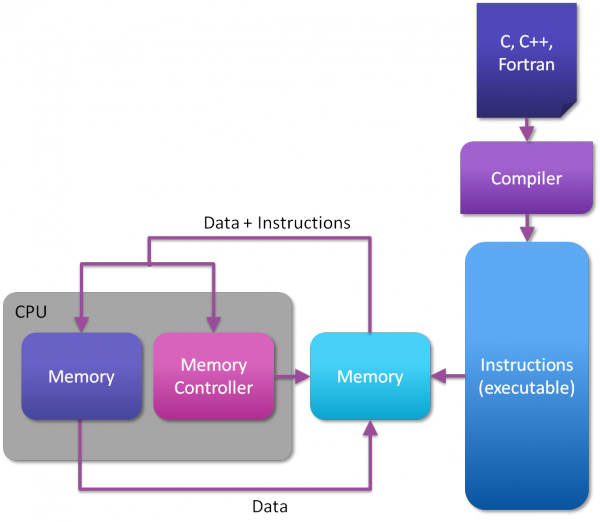 C, C++,
Fortran
Compiler
Data + Instructions
CPU
Memory
Memory
Controller
Memory
Instructions
(executable)
Data